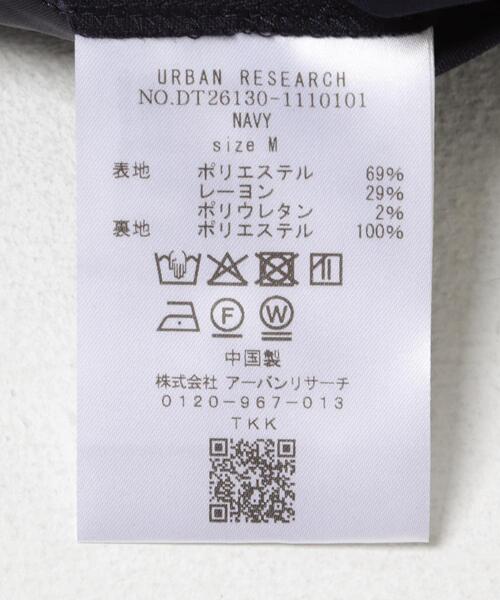 URBAN RESEARCH
NO.DT26130-1110101
NAVY
size M
表地 ポリエステル 69%
レーヨン 29%
ポリウレタン 2%
裏地 ポリエステル 100%
F W
中国製
株式会社 アーバンリサーチ
0120-967-013
TKK